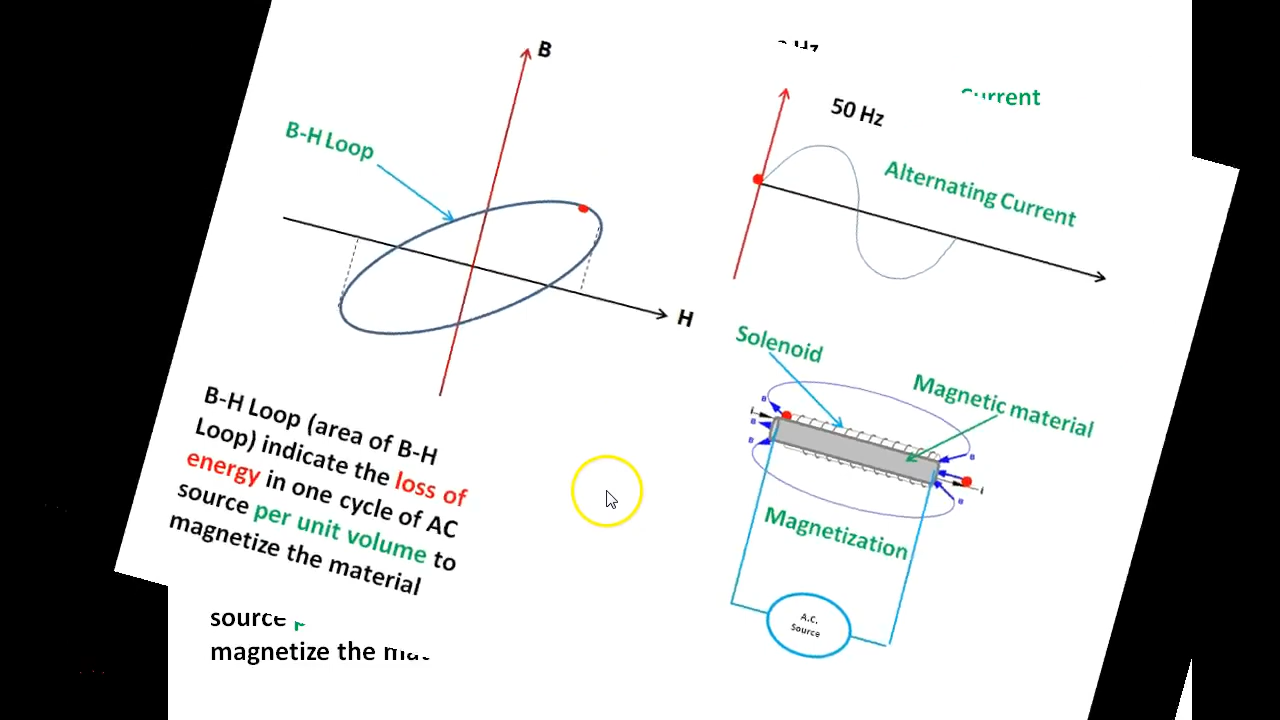 B
50 Hz
Current
B-H Loop
Alternating Current
H
Solenoid
Magnetic material
B-H Loop (area of B-H
Loop) indicate the loss of
energy in one cycle of AC
source per unit volume to
magnetize the material
B
i
B
B
B
i
B
Magnetization
A.C.
Source
source
magnetize the